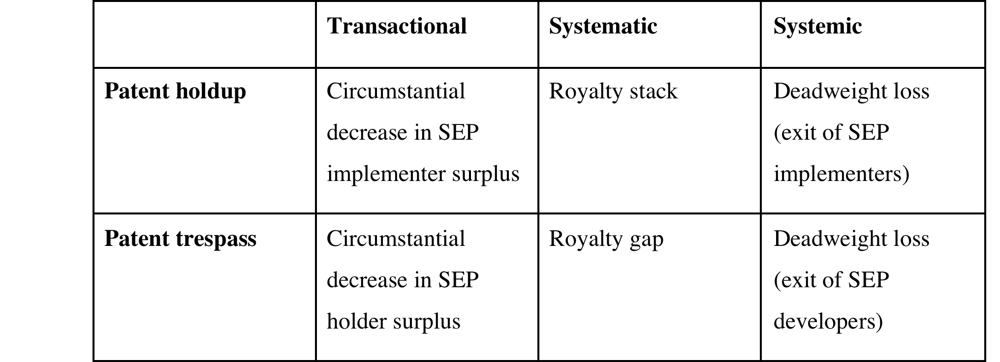 Transactional
Systematic
Systemic
Patent holdup
Circumstantial
decrease in SEP
implementer surplus
Royalty stack
Deadweight loss
(exit of SEP
implementers)
Patent trespass
Circumstantial
decrease in SEP
holder surplus
Royalty gap
Deadweight loss
(exit of SEP
developers)